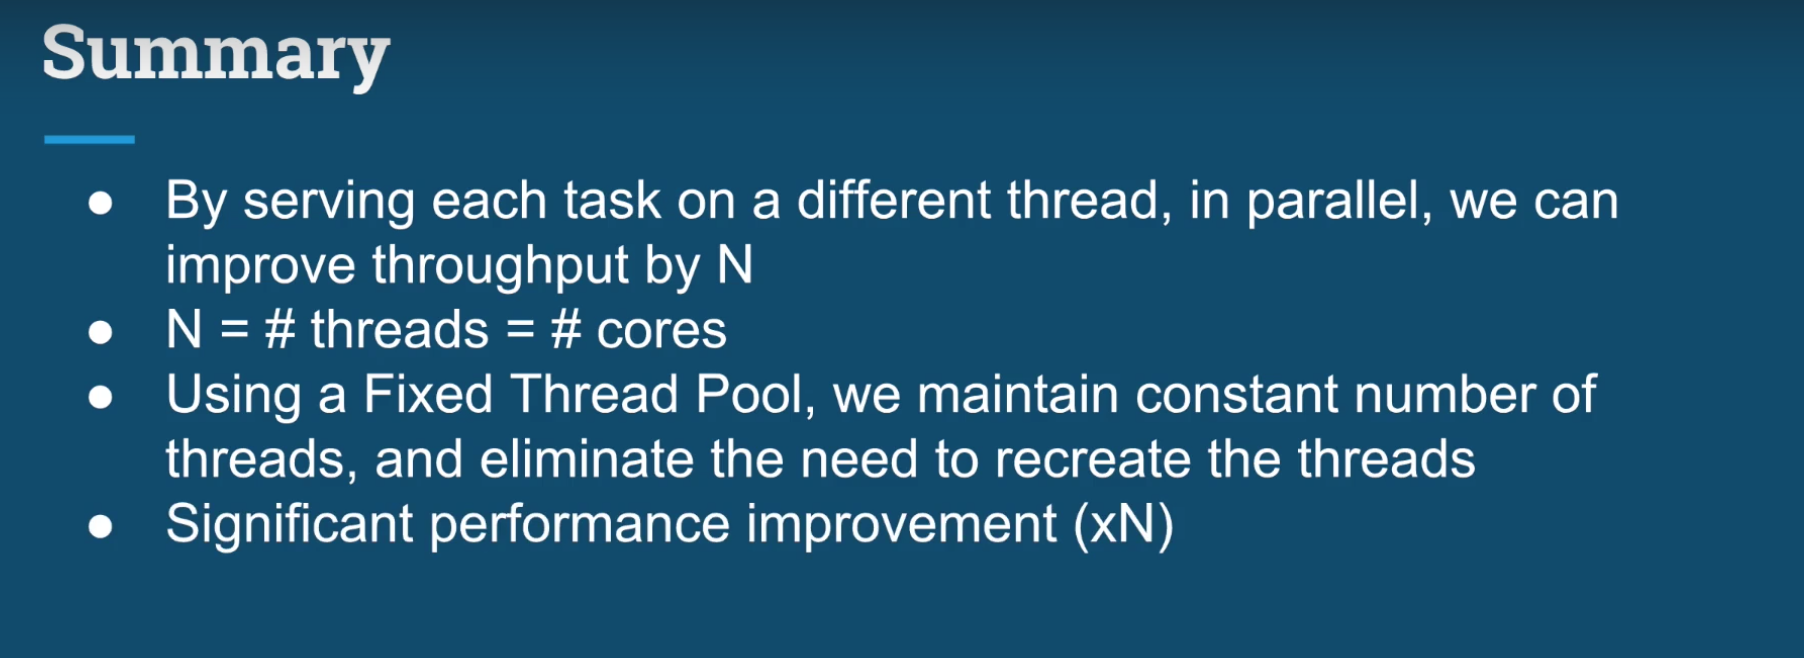 Summary
● By serving each task on a different thread, in parallel, we can
improve throughput by N
● N = # threads = # cores
● Using a Fixed Thread Pool, we maintain constant number of
threads, and eliminate the need to recreate the threads
● Significant performance improvement (xN)